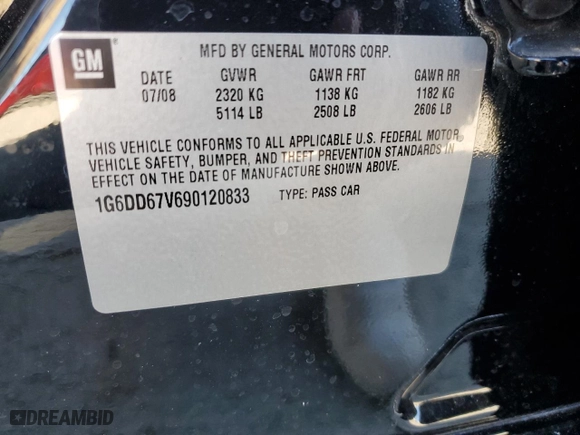 GM
MFD BY GENERAL MOTORS CORP.
DATE GVWR GAWR FRT GAWR RR
07/08 2320 KG 1138 KG 1182 KG
5114 LB 2508 LB 2606 LB
THIS VEHICLE CONFORMS TO ALL APPLICABLE U.S. FEDERAL MOTOR
VEHICLE SAFETY, BUMPER, AND THEFT PREVENTION STANDARDS IN
EFFECT ON THE DATE OF MANUFACTURE SHOWN ABOVE.
1G6DD67V690120833 TYPE: PASS CAR
DREAMBID